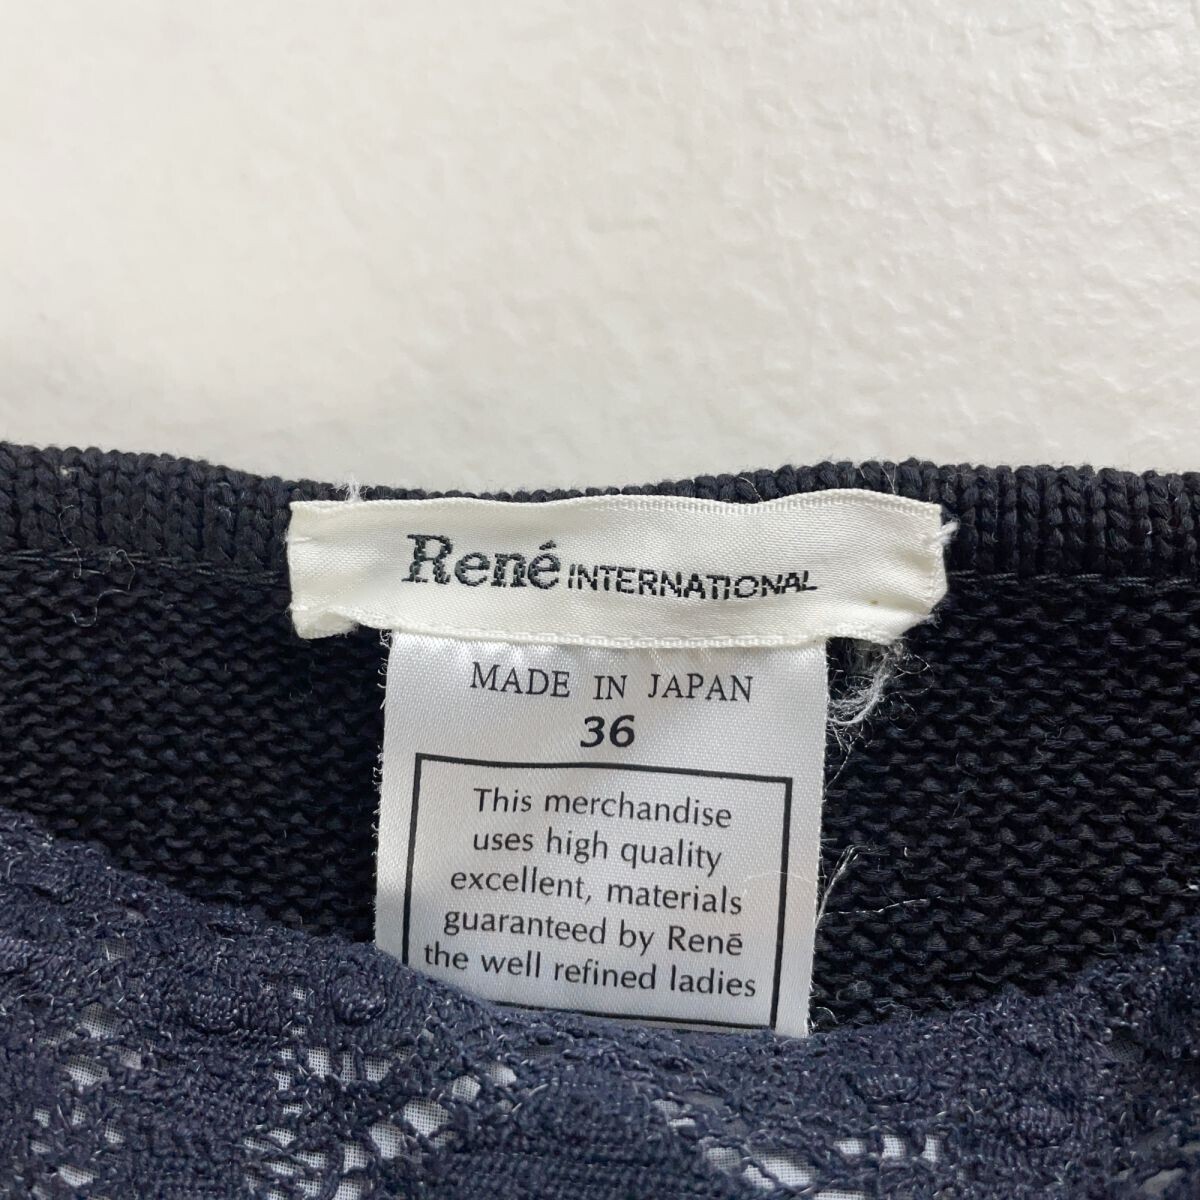 René INTERNATIONAL
MADE IN JAPAN
36
This merchandise
uses high quality
excellent, materials
guaranteed by René
the well refined ladies